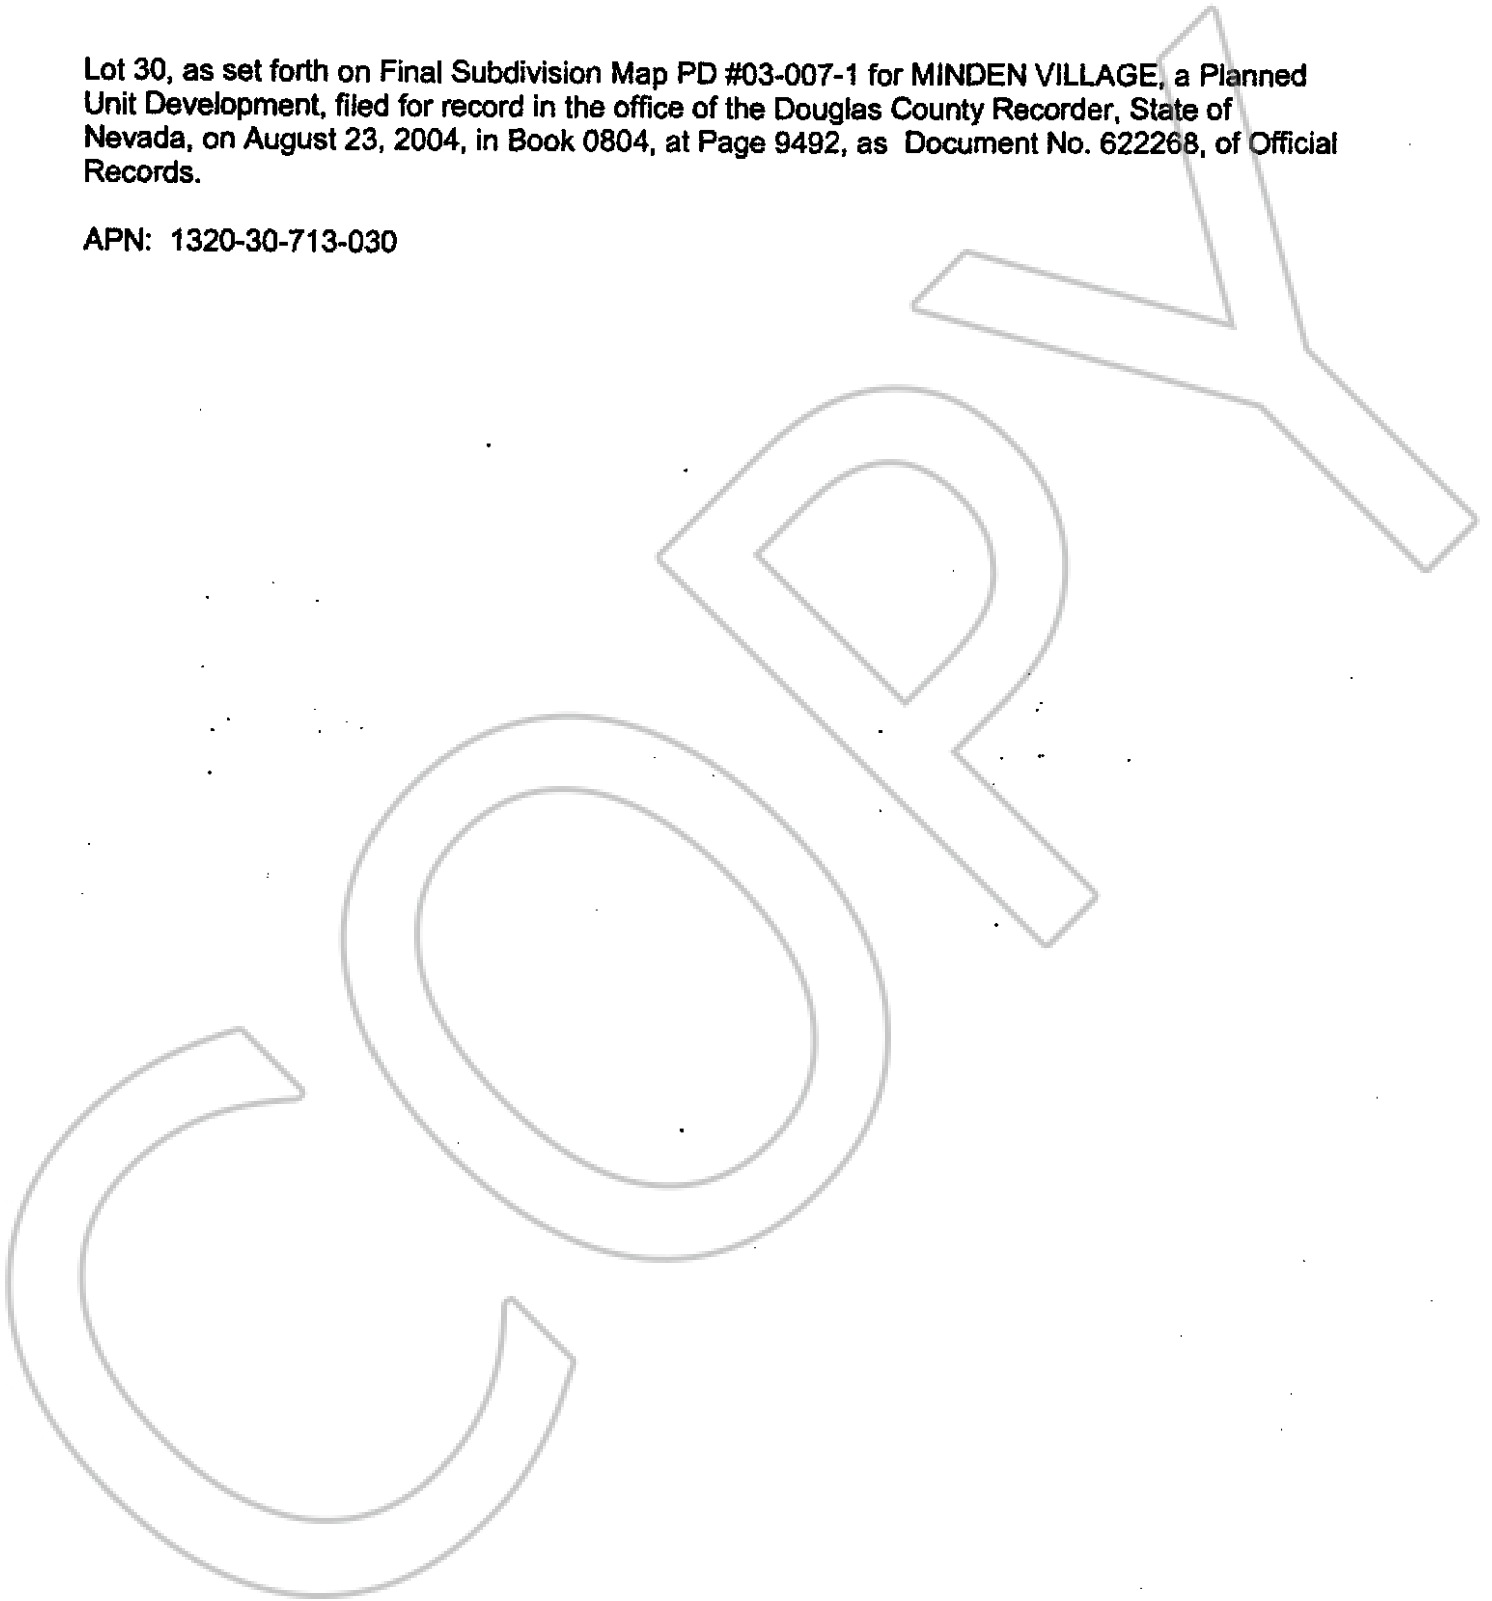 Lot 30, as set forth on Final Subdivision Map PD #03-007-1 for MINDEN VILLAGE, a Planned
Unit Development, filed for record in the office of the Douglas County Recorder, State of
Nevada, on August 23, 2004, in Book 0804, at Page 9492, as Document No. 622268, of Official
Records.
APN: 1320-30-713-030
COPY